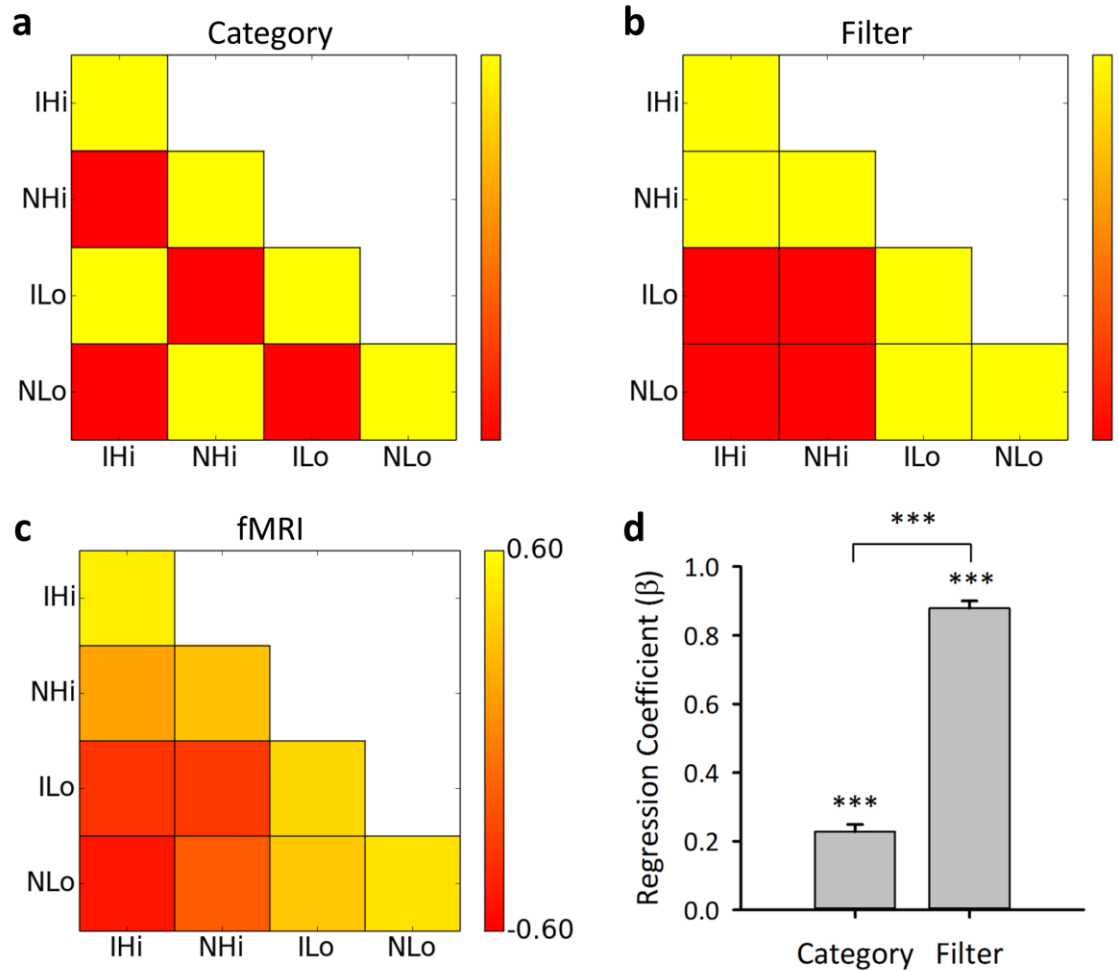 a
Category
IHi
NHi
ILo
NLo
IHi NHi ILo NLo
b
Filter
IHi
NHi
ILo
NLo
IHi NHi ILo NLo
c
fMRI
0.60
IHi
NHi
ILo
NLo
-0.60
IHi NHi ILo NLo
d
***
Regression Coefficient (β)
1.0
0.8
0.6
0.4
0.2
0.0
***
***
Category Filter